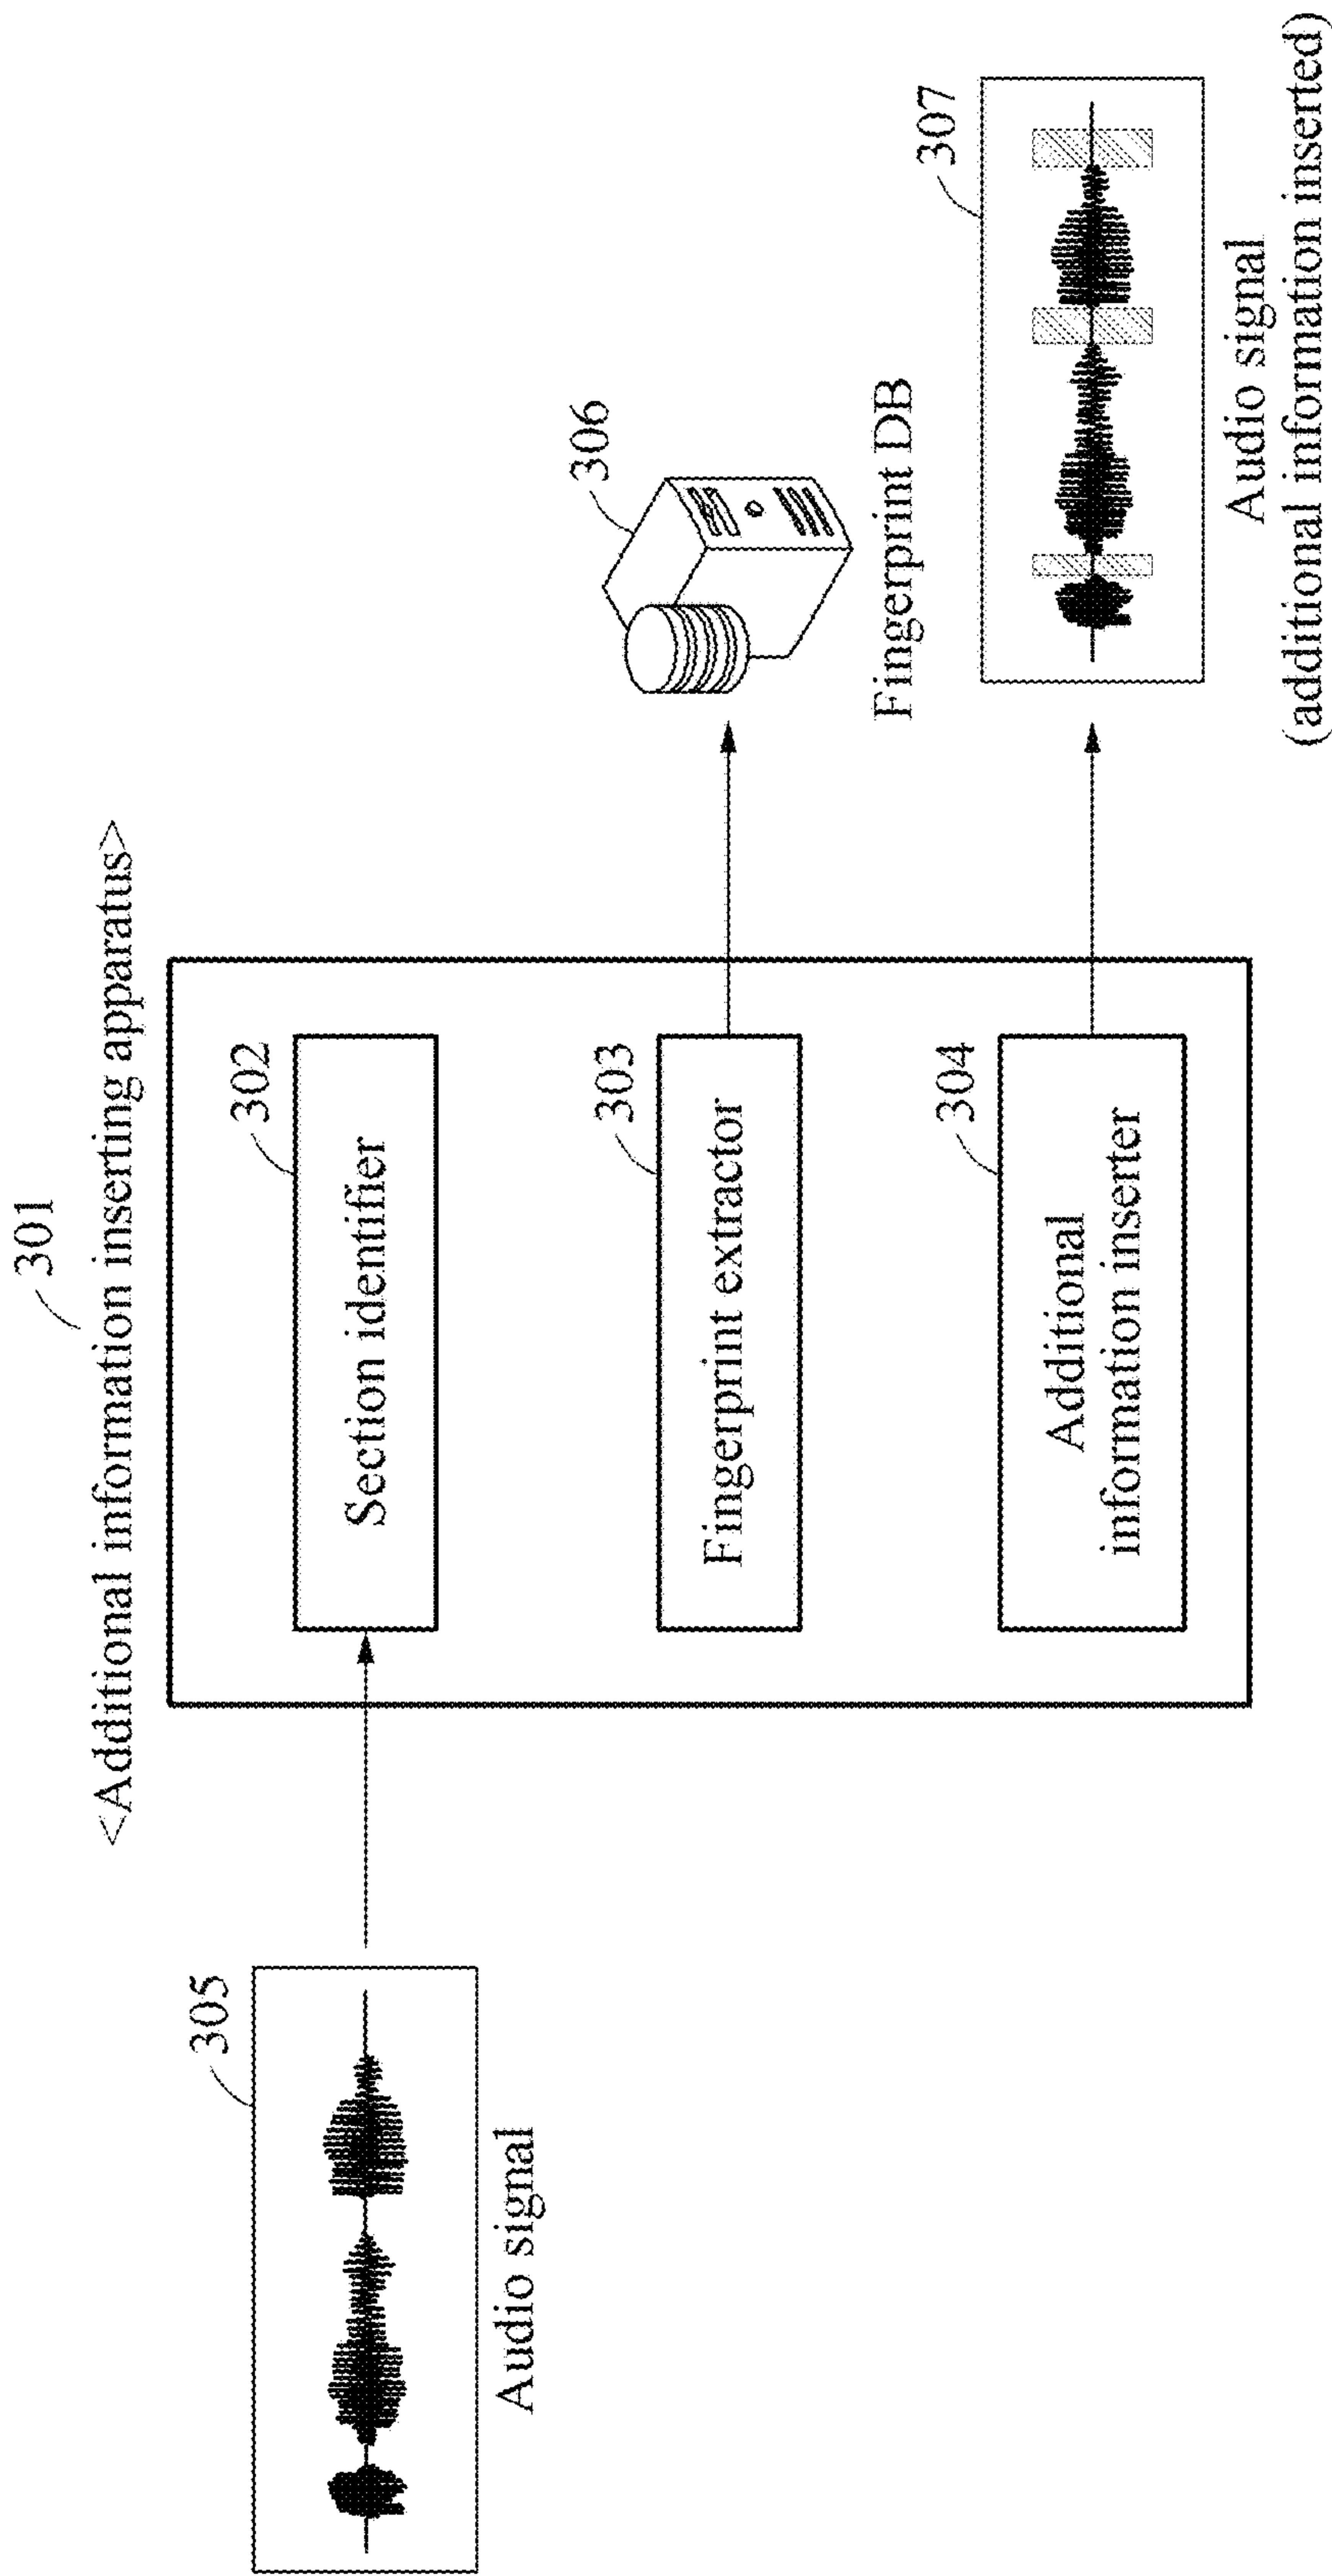 301
<Additional information inserting apparatus>
305
Audio signal
302
Section identifier
303
Fingerprint extractor
304
Additional
information inserter
306
Fingerprint DB
307
Audio signal
(additional information inserted)